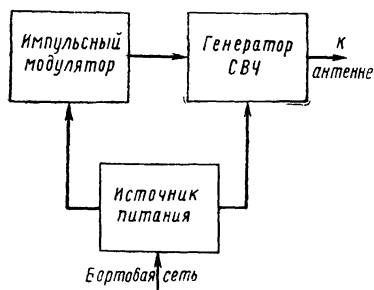 Импульсный
модулятор
Генератор
СВЧ
к
антенне
Источник
питания
Бортовая сеть